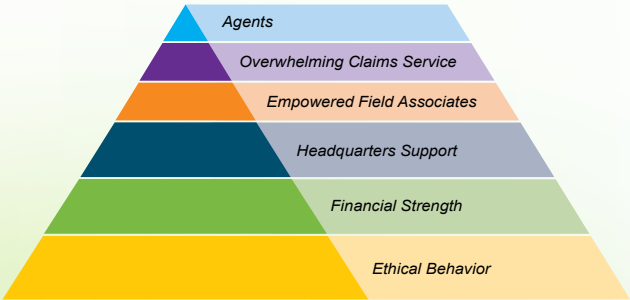 Agents
Overwhelming Claims Service
Empowered Field Associates
Headquarters Support
Financial Strength
Ethical Behavior